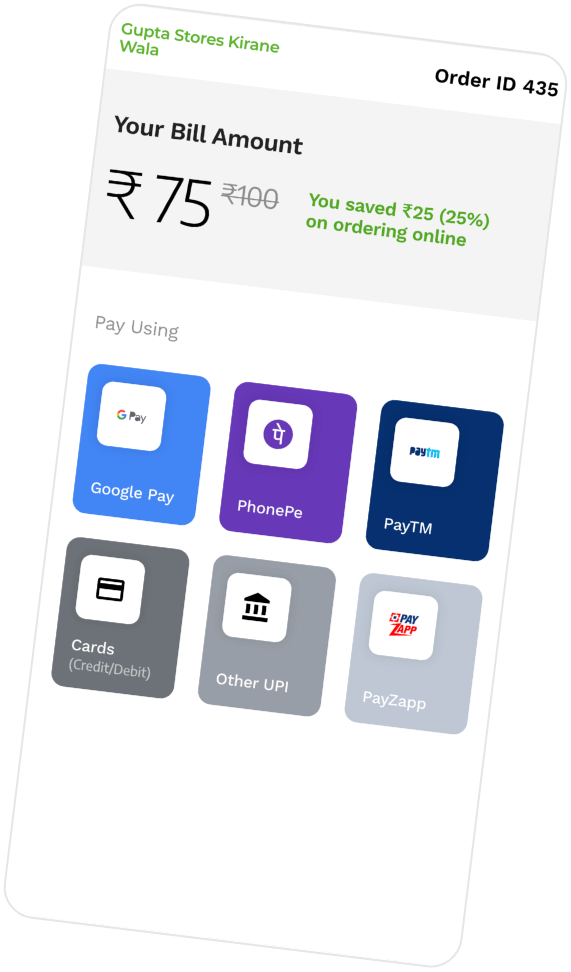 Gupta Stores Kirane
Wala
Order ID 435
Your Bill Amount
₹ 75 ₹100
You saved ₹25 (25%)
on ordering online
Pay Using
G Pay
पे
paytm
Google Pay
PhonePe
PayTM
PAY
ZAPP
Cards
(Credit/Debit)
Other UPI
PayZapp